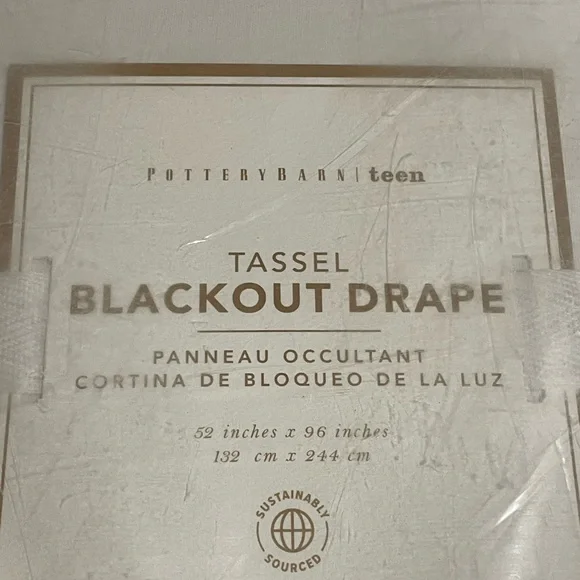 POTTERYBARN | teen
TASSEL
BLACKOUT DRAPE
PANNEAU OCCULTANT
CORTINA DE BLOQUEO DE LA LUZ
52 inches x 96 inches
132 cm x 244 cm
SUSTAINABLY
SOURCED